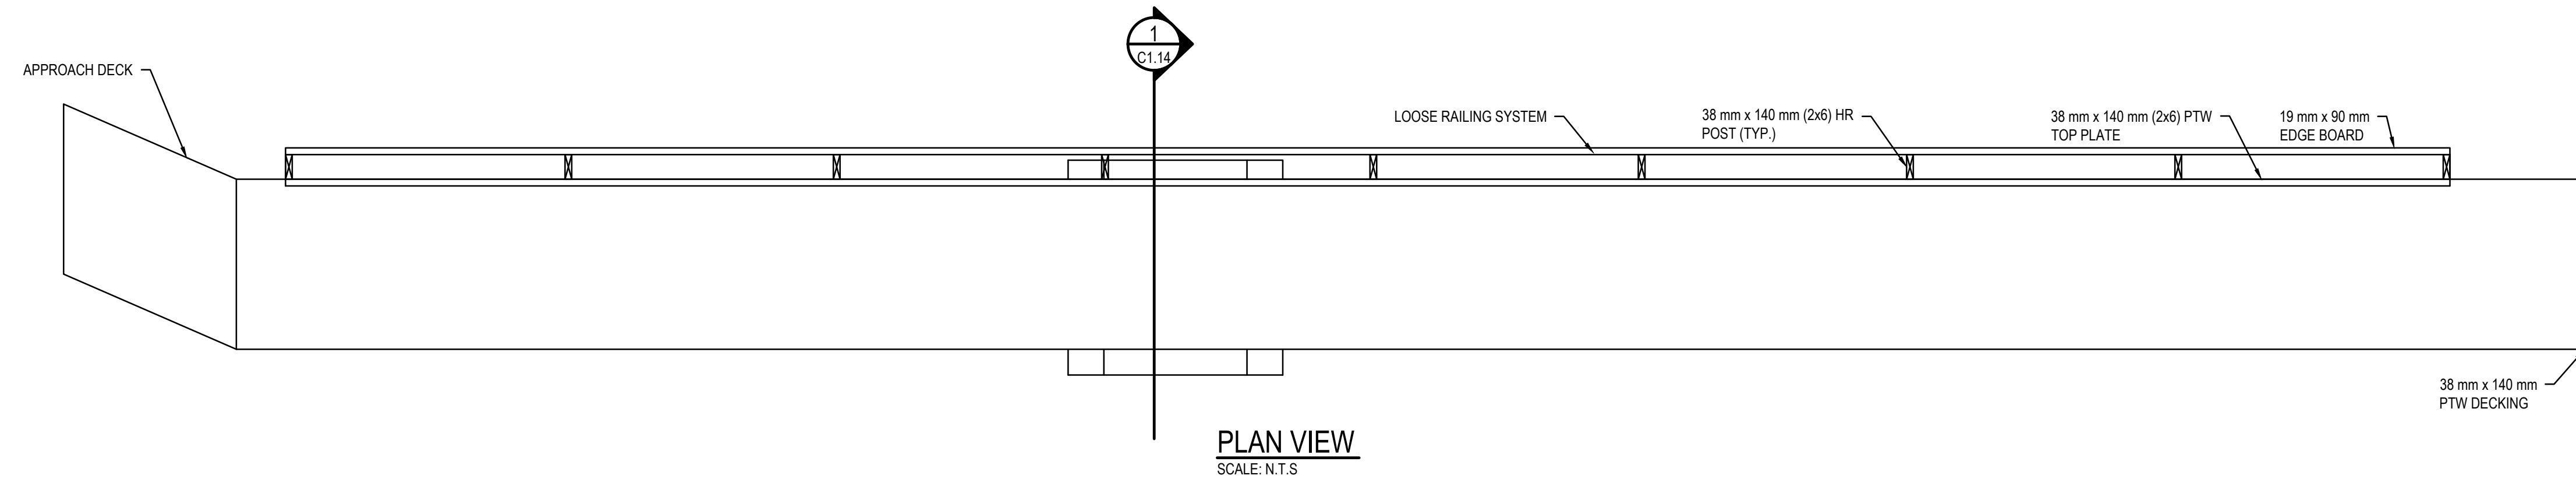 1
C1.14
APPROACH DECK
LOOSE RAILING SYSTEM
38 mm x 140 mm (2x6) HR
POST (TYP.)
38 mm x 140 mm (2x6) PTW
TOP PLATE
19 mm x 90 mm
EDGE BOARD
38 mm x 140 mm
PTW DECKING
PLAN VIEW
SCALE: N.T.S